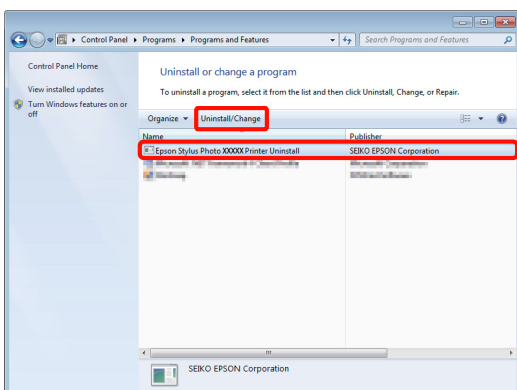 Control Panel ▸ Programs ▸ Programs and Features
Search Programs and Features
Control Panel Home
View installed updates
Turn Windows features on or
off
Uninstall or change a program
To uninstall a program, select it from the list and then click Uninstall, Change, or Repair.
Organize Uninstall/Change
Name Publisher
Epson Stylus Photo XXXXX Printer Uninstall SEIKO EPSON Corporation
SEIKO EPSON Corporation